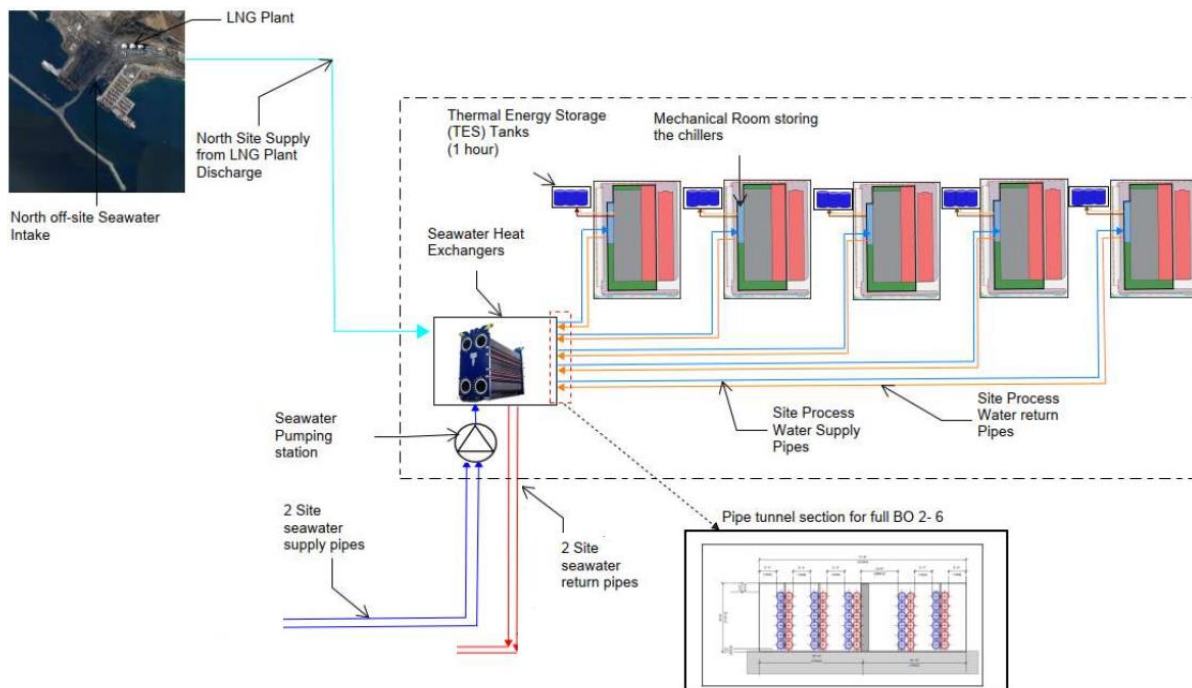 LNG Plant
North Site Supply
from LNG Plant
Discharge
North off-site Seawater
Intake
Thermal Energy Storage
(TES) Tanks
(1 hour)
Mechanical Room storing
the chillers
Seawater Heat
Exchangers
Seawater
Pumping
station
Site Process
Water Supply
Pipes
Site Process
Water return
Pipes
2 Site
seawater
supply pipes
2 Site
seawater
return pipes
Pipe tunnel section for full BO 2- 6